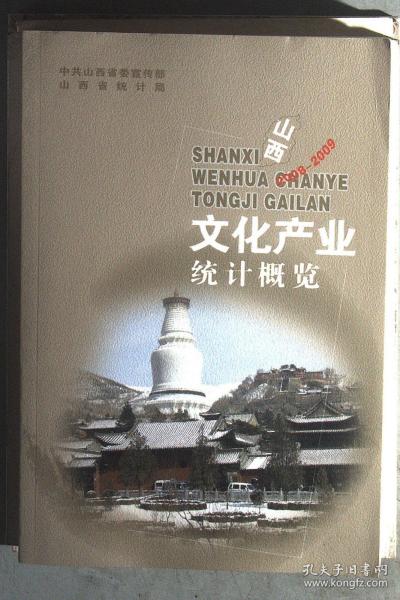 中共山西省委宣传部
山西省统计局
山西
2008-2009
SHANXI
WENHUA CHANYE
TONGJI GAILAN
文化产业
统计概览
孔夫子旧书网
www.kongfz.com